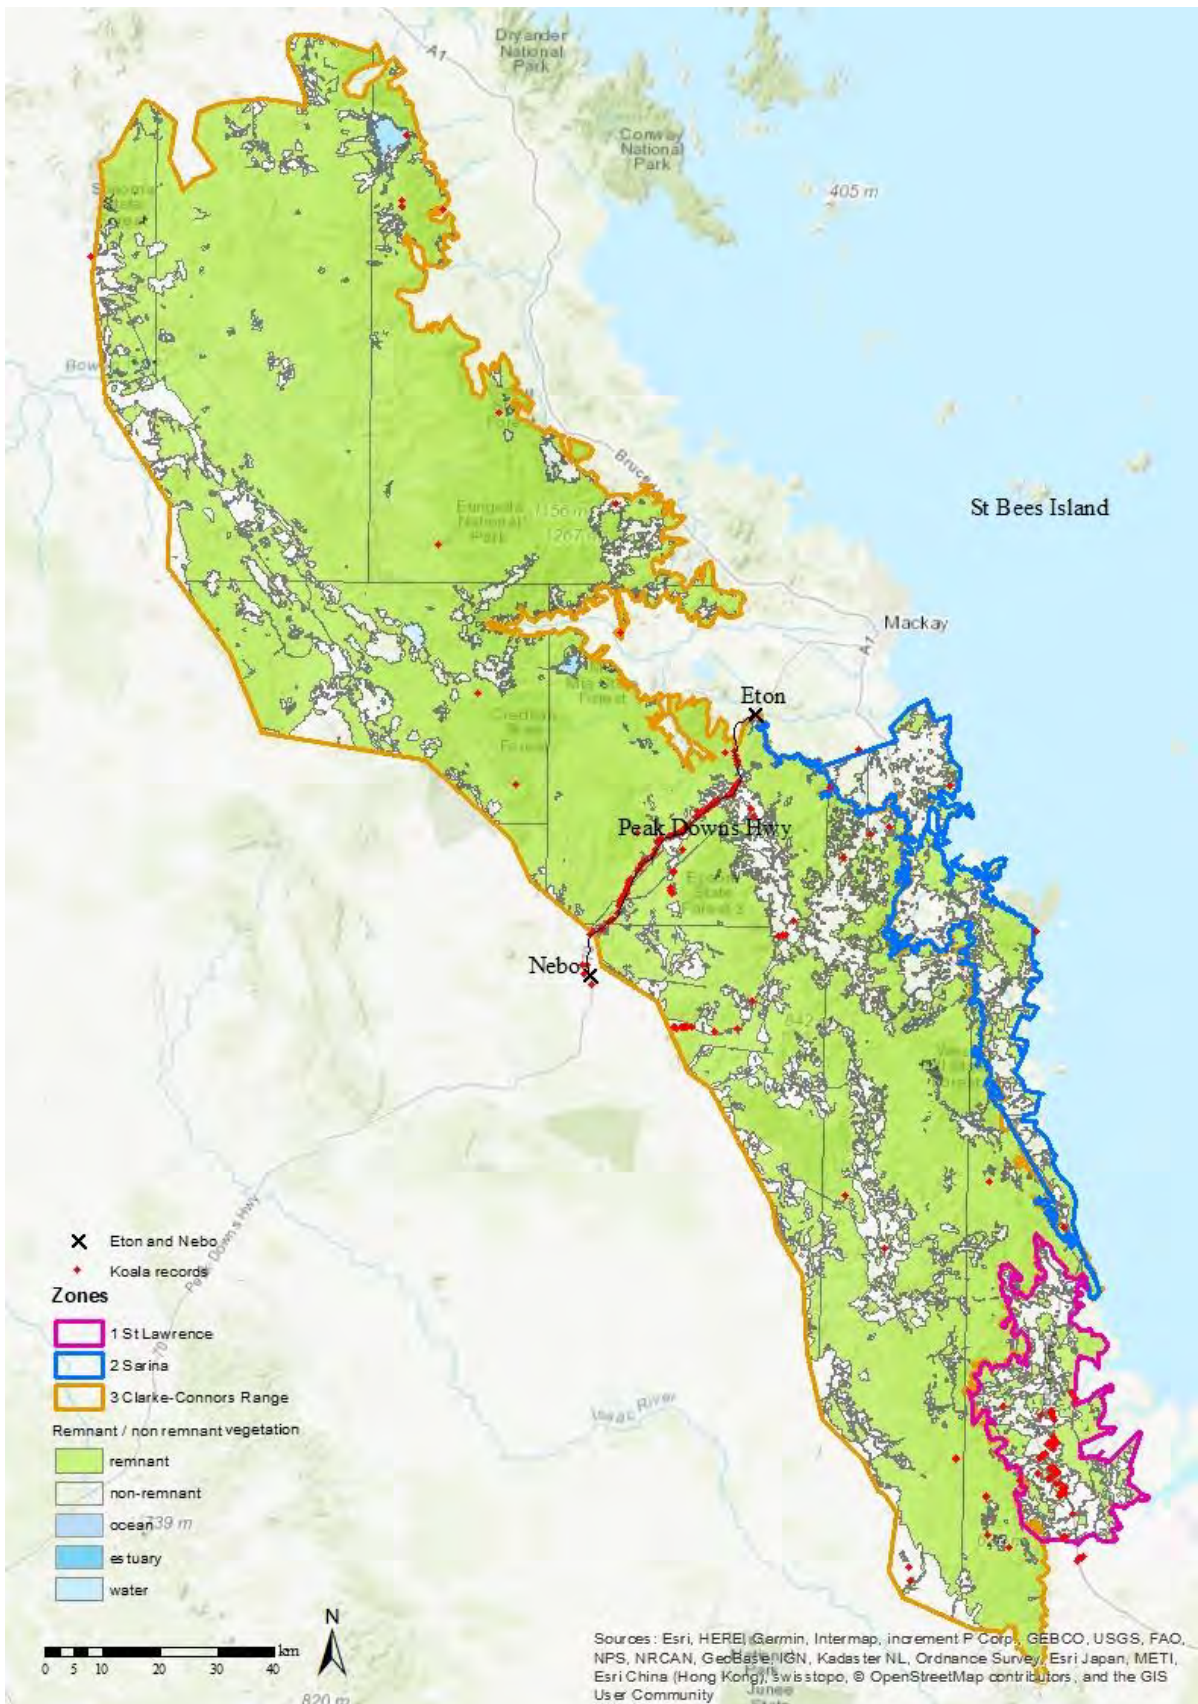 Dryander
National
Park
A1
Conway
National
Park
405 m
Bruce
Eungella
National
Park
1156 m
1267 m
St Bees Island
Mackay
A1
Eton
Peak Downs Hwy
State
Nebo
842 m
Eton and Nebo
Koala records
Peak Downs Hwy
70
Zones
1 St Lawrence
2 Sarina
3 Clarke-Connors Range
Isaac River
Remnant / non remnant vegetation
remnant
non-remnant
ocean
739 m
estuary
water
N
km
0 5 10 20 30 40
820 m
Sources: Esri, HERE, Garmin, Intermap, increment P Corp., GEBCO, USGS, FAO,
NPS, NRCAN, GeoBase, IGN, Kadaster NL, Ordnance Survey, Esri Japan, METI,
Esri China (Hong Kong), swisstopo, © OpenStreetMap contributors, and the GIS
User Community
Junee